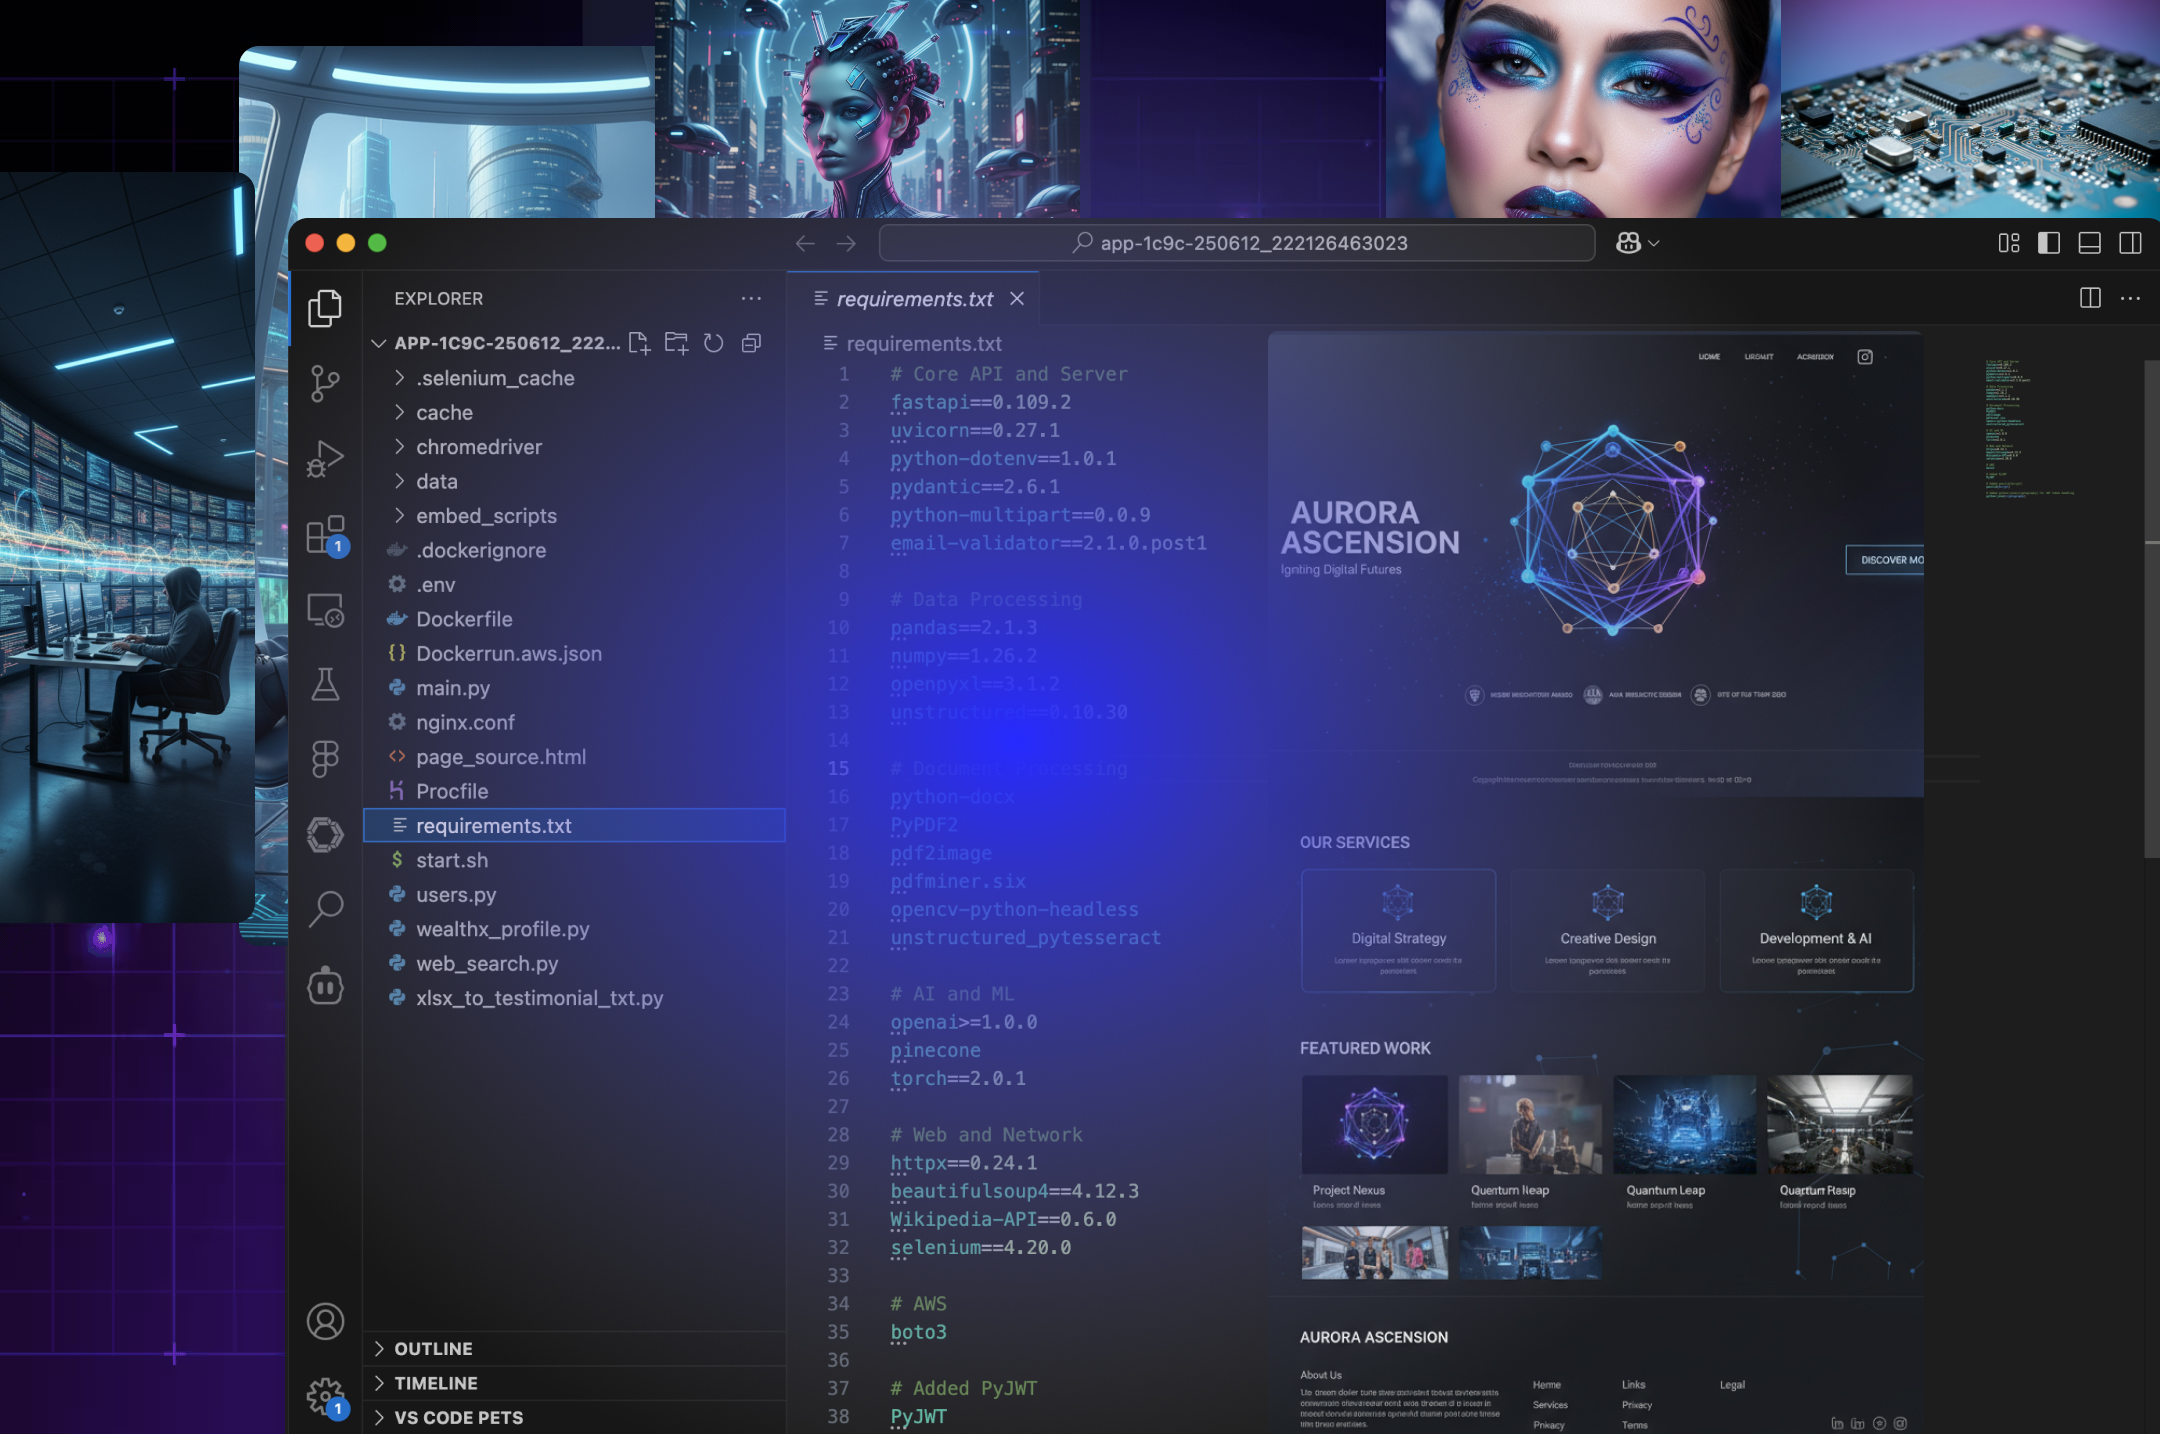 app-1c9c-250612_222126463023
EXPLORER
requirements.txt
APP-1C9C-250612_222...
.selenium_cache
cache
chromedriver
data
embed_scripts
.dockerignore
.env
Dockerfile
Dockerrun.aws.json
main.py
nginx.conf
page_source.html
Procfile
requirements.txt
start.sh
users.py
wealthx_profile.py
web_search.py
xlsx_to_testimonial_txt.py
OUTLINE
TIMELINE
VS CODE PETS
1
1
requirements.txt
1 # Core API and Server
2 fastapi==0.109.2
3 uvicorn==0.27.1
4 python-dotenv==1.0.1
5 pydantic==2.6.1
6 python-multipart==0.0.9
7 email-validator==2.1.0.post1
8
9 # Data Processing
10 pandas==2.1.3
11 numpy==1.26.2
12 openpyxl==3.1.2
13 unstructured==0.10.30
14
15 # Document Processing
16 python-docx
17 PyPDF2
18 pdf2image
19 pdfminer.six
20 opencv-python-headless
21 unstructured_pytesseract
22
23 # AI and ML
24 openai>=1.0.0
25 pinecone
26 torch==2.0.1
27
28 # Web and Network
29 httpx==0.24.1
30 beautifulsoup4==4.12.3
31 Wikipedia-API==0.6.0
32 selenium==4.20.0
33
34 # AWS
35 boto3
36
37 # Added PyJWT
38 PyJWT
AURORA
ASCENSION
Igniting Digital Futures
DISCOVER MO
OUR SERVICES
Digital Strategy
Creative Design
Development & AI
FEATURED WORK
Project Nexus
Quantum Leap
AURORA ASCENSION
About Us
Herne
Links
Legal
Services
Privacy
Privacy
Terms